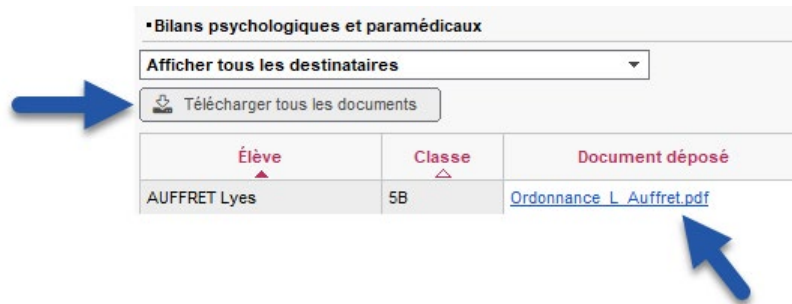 ▪Bilans psychologiques et paramédicaux
Afficher tous les destinataires
Télécharger tous les documents
Élève Classe Document déposé
AUFFRET Lyes 5B Ordonnance_L_Auffret.pdf